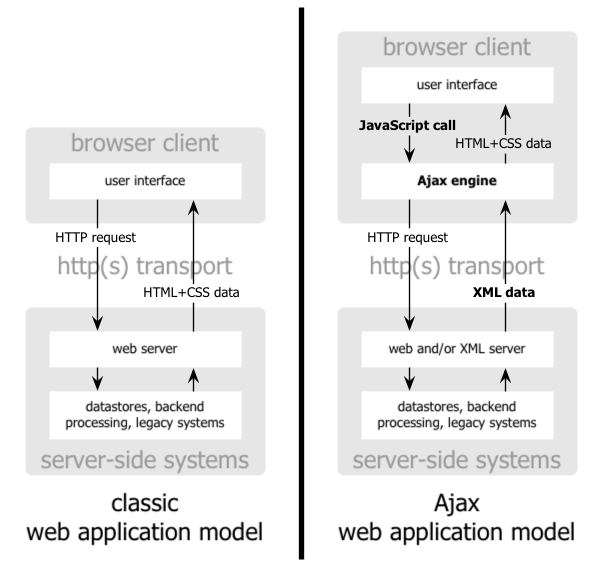 browser client
user interface
HTTP request
http(s) transport
HTML+CSS data
web server
datastores, backend
processing, legacy systems
server-side systems
classic
web application model
browser client
user interface
JavaScript call
HTML+CSS data
Ajax engine
HTTP request
http(s) transport
XML data
web and/or XML server
datastores, backend
processing, legacy systems
server-side systems
Ajax
web application model